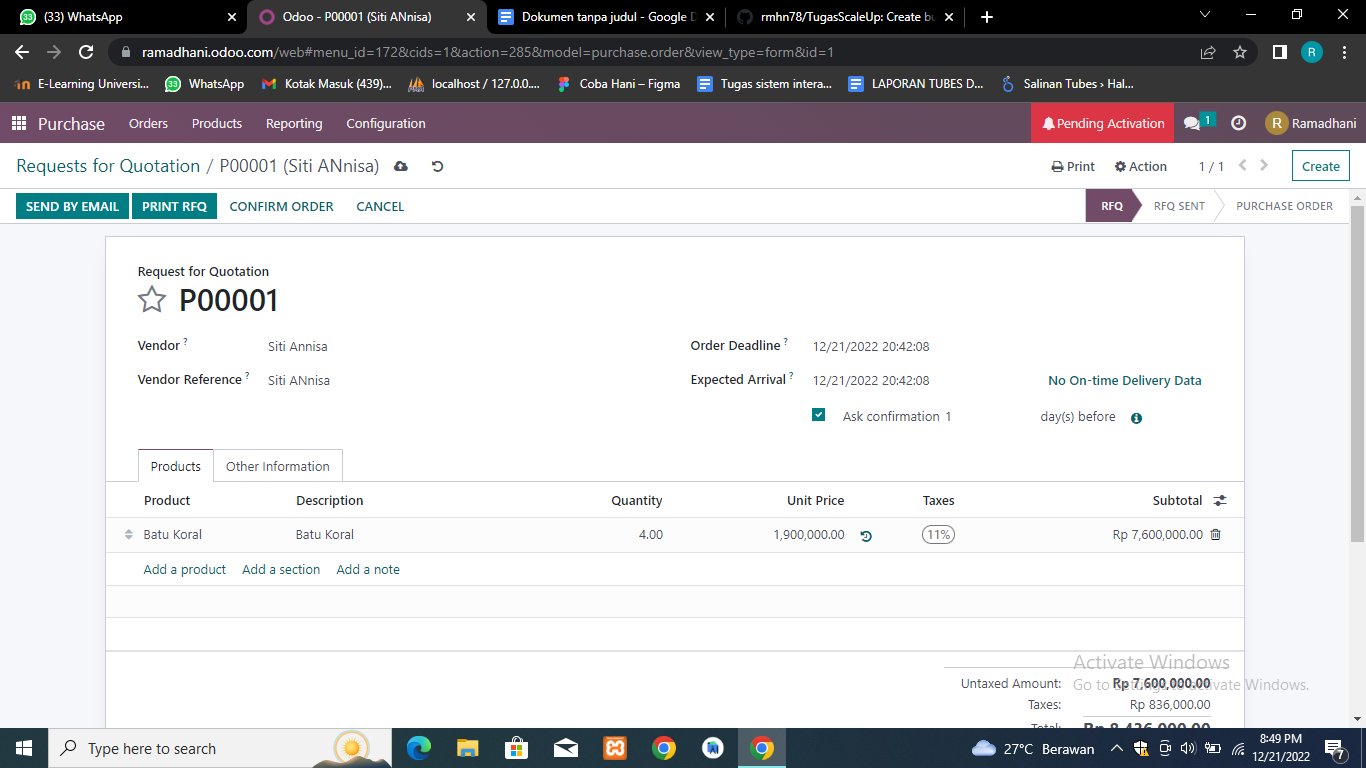 (33) WhatsApp
Odoo - P00001 (Siti ANnisa)
Dokumen tanpa judul - Google D
rmhn78/TugasScaleUp: Create bu
ramadhani.odoo.com/web#menu_id=172&cids=1&action=285&model=purchase.order&view_type=form&id=1
R
E-Learning Universi...
WhatsApp
Kotak Masuk (439)...
localhost / 127.0.0....
Coba Hani – Figma
Tugas sistem intera...
LAPORAN TUBES D...
Salinan Tubes › Hal...
Purchase
Orders
Products
Reporting
Configuration
Pending Activation
1
R
Ramadhani
Requests for Quotation / P00001 (Siti ANnisa)
Print
Action
1 / 1
Create
SEND BY EMAIL
PRINT RFQ
CONFIRM ORDER
CANCEL
RFQ
RFQ SENT
PURCHASE ORDER
Request for Quotation
P00001
Vendor ?
Siti Annisa
Order Deadline ?
12/21/2022 20:42:08
Vendor Reference ?
Siti ANnisa
Expected Arrival ?
12/21/2022 20:42:08
No On-time Delivery Data
Ask confirmation 1
day(s) before
Products
Other Information
Product
Description
Quantity
Unit Price
Taxes
Subtotal
Batu Koral
Batu Koral
4.00
1,900,000.00
11%
Rp 7,600,000.00
Add a product
Add a section
Add a note
Activate Windows
Untaxed Amount:
Rp 7,600,000.00
Go to Settings to activate Windows.
Taxes:
Rp 836,000.00
Total:
Rp 8,436,000.00
Type here to search
27°C Berawan
8:49 PM
12/21/2022
7